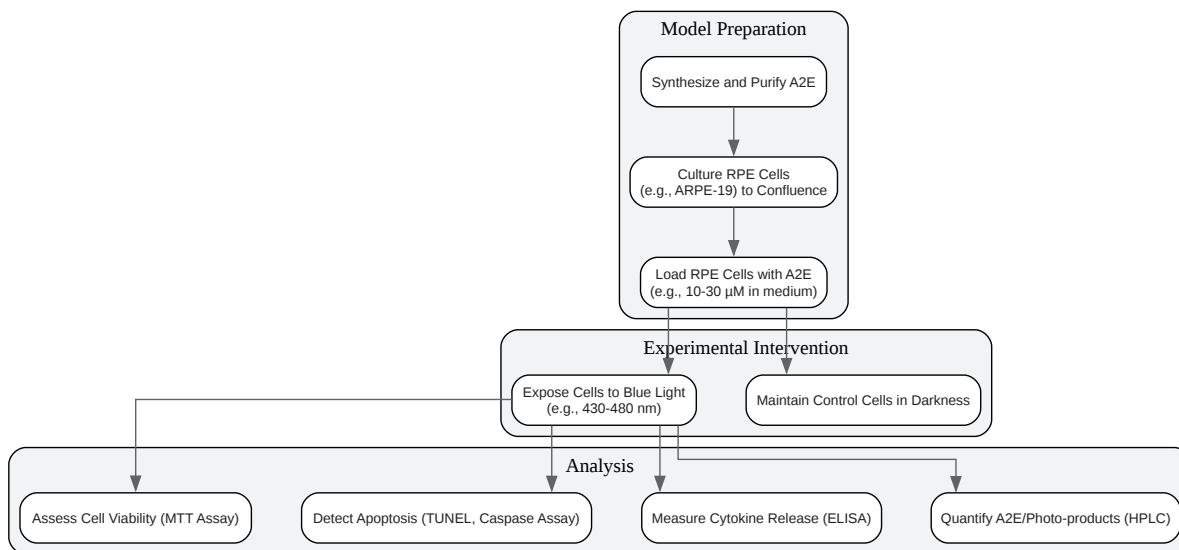 Model Preparation
Synthesize and Purify A2E
Culture RPE Cells
(e.g., ARPE-19) to Confluence
Load RPE Cells with A2E
(e.g., 10-30 µM in medium)
Experimental Intervention
Expose Cells to Blue Light
(e.g., 430-480 nm)
Maintain Control Cells in Darkness
Analysis
Assess Cell Viability (MTT Assay)
Detect Apoptosis (TUNEL, Caspase Assay)
Measure Cytokine Release (ELISA)
Quantify A2E/Photo-products (HPLC)